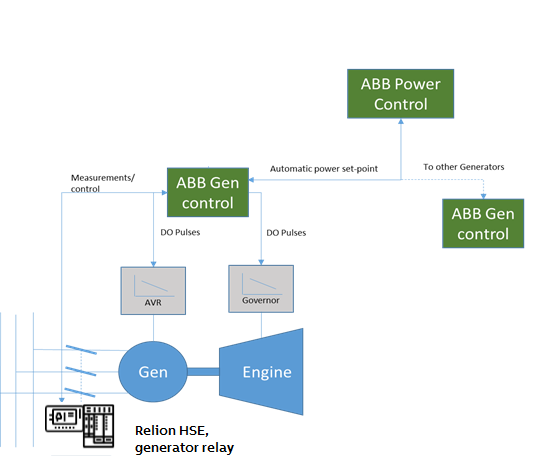 ABB Power
Control
Automatic power set-point
To other Generators
Measurements/
control
ABB Gen
control
ABB Gen
control
DO Pulses
DO Pulses
AVR
Governor
Gen
Engine
Relion HSE,
generator relay